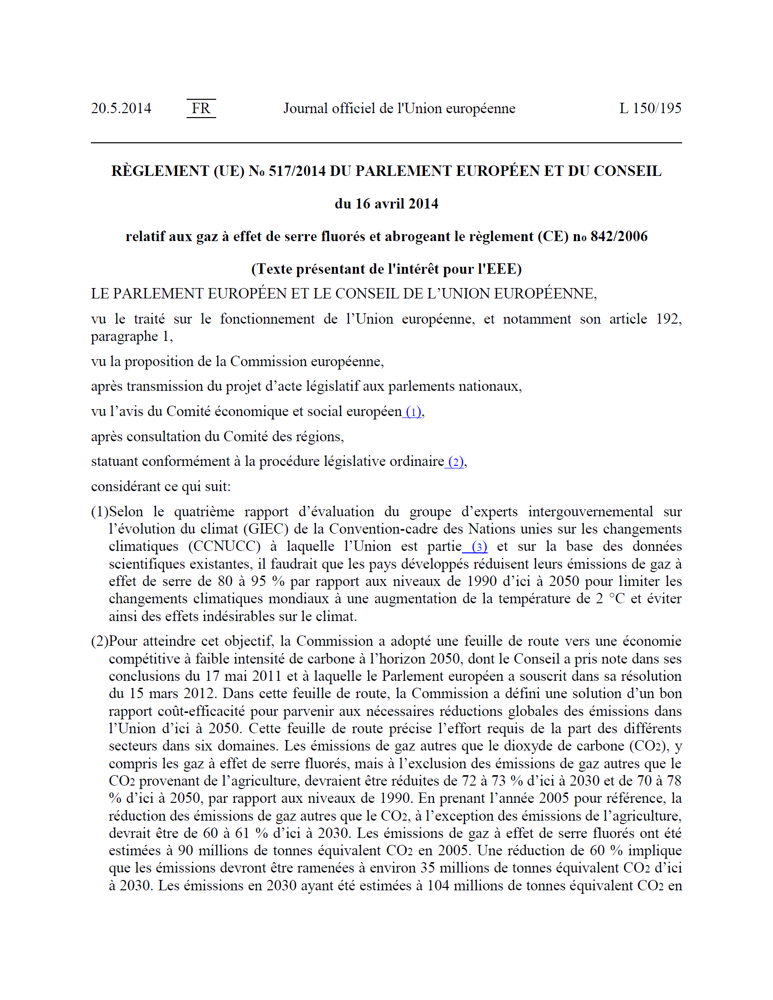 20.5.2014 FR Journal officiel de l'Union européenne L 150/195
RÈGLEMENT (UE) No 517/2014 DU PARLEMENT EUROPÉEN ET DU CONSEIL
du 16 avril 2014
relatif aux gaz à effet de serre fluorés et abrogeant le règlement (CE) no 842/2006
(Texte présentant de l'intérêt pour l'EEE)
LE PARLEMENT EUROPÉEN ET LE CONSEIL DE L’UNION EUROPÉENNE,
vu le traité sur le fonctionnement de l’Union européenne, et notamment son article 192,
paragraphe 1,
vu la proposition de la Commission européenne,
après transmission du projet d’acte législatif aux parlements nationaux,
vu l’avis du Comité économique et social européen (1),
après consultation du Comité des régions,
statuant conformément à la procédure législative ordinaire (2),
considérant ce qui suit:
(1)Selon le quatrième rapport d’évaluation du groupe d’experts intergouvernemental sur
l’évolution du climat (GIEC) de la Convention-cadre des Nations unies sur les changements
climatiques (CCNUCC) à laquelle l’Union est partie (3) et sur la base des données
scientifiques existantes, il faudrait que les pays développés réduisent leurs émissions de gaz à
effet de serre de 80 à 95 % par rapport aux niveaux de 1990 d’ici à 2050 pour limiter les
changements climatiques mondiaux à une augmentation de la température de 2 °C et éviter
ainsi des effets indésirables sur le climat.
(2)Pour atteindre cet objectif, la Commission a adopté une feuille de route vers une économie
compétitive à faible intensité de carbone à l’horizon 2050, dont le Conseil a pris note dans ses
conclusions du 17 mai 2011 et à laquelle le Parlement européen a souscrit dans sa résolution
du 15 mars 2012. Dans cette feuille de route, la Commission a défini une solution d’un bon
rapport coût-efficacité pour parvenir aux nécessaires réductions globales des émissions dans
l’Union d’ici à 2050. Cette feuille de route précise l’effort requis de la part des différents
secteurs dans six domaines. Les émissions de gaz autres que le dioxyde de carbone (CO2), y
compris les gaz à effet de serre fluorés, mais à l’exclusion des émissions de gaz autres que le
CO2 provenant de l’agriculture, devraient être réduites de 72 à 73 % d’ici à 2030 et de 70 à 78
% d’ici à 2050, par rapport aux niveaux de 1990. En prenant l’année 2005 pour référence, la
réduction des émissions de gaz autres que le CO2, à l’exception des émissions de l’agriculture,
devrait être de 60 à 61 % d’ici à 2030. Les émissions de gaz à effet de serre fluorés ont été
estimées à 90 millions de tonnes équivalent CO2 en 2005. Une réduction de 60 % implique
que les émissions devront être ramenées à environ 35 millions de tonnes équivalent CO2 d’ici
à 2030. Les émissions en 2030 ayant été estimées à 104 millions de tonnes équivalent CO2 en